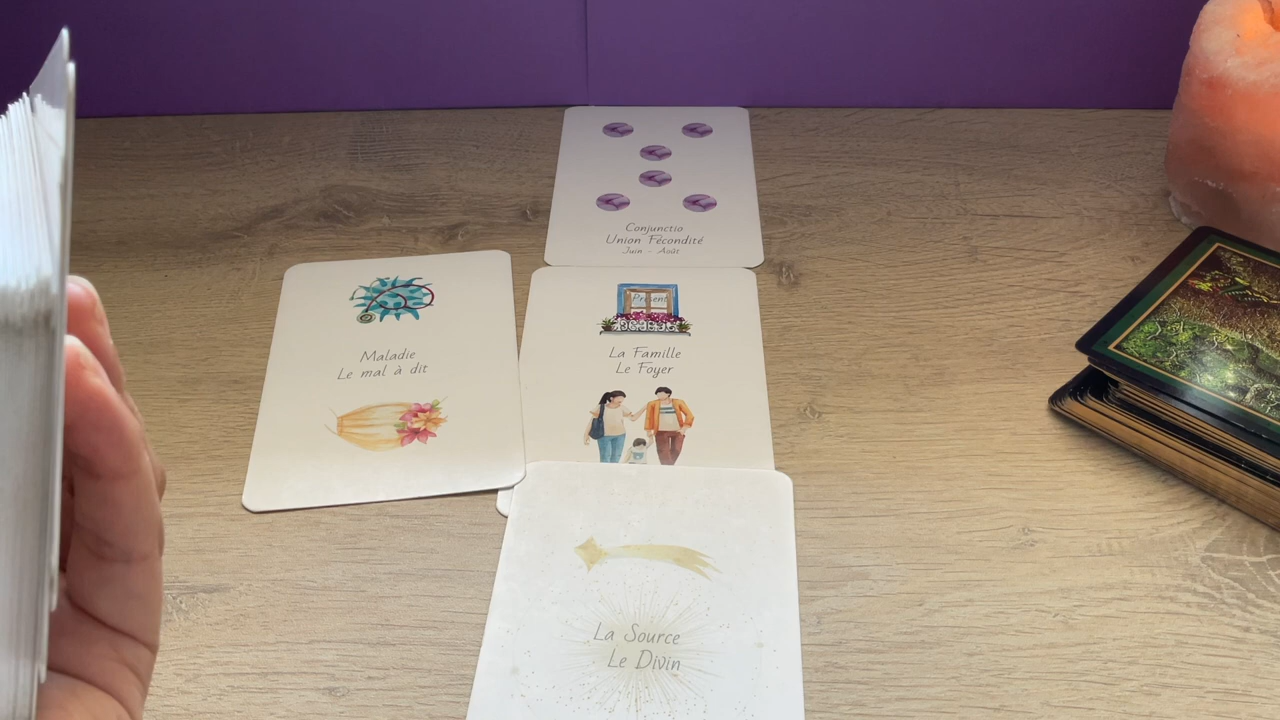 Conjunctio
Union Fécondité
Juin - Août
Maladie
Le mal à dit
Présent
La Famille
Le Foyer
La Source
Le Divin